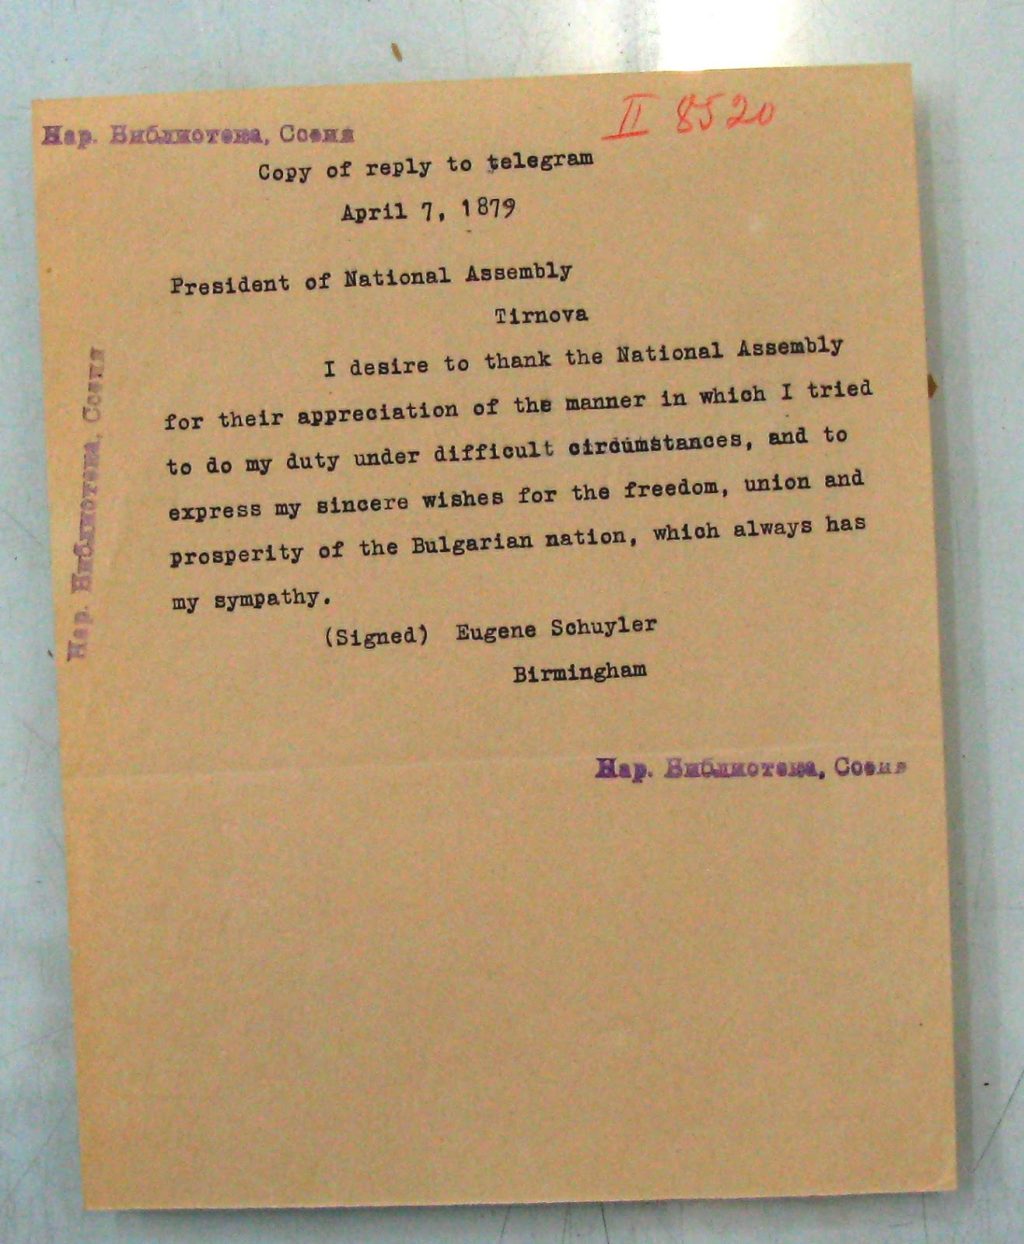 Нар. Библиотека, София
II 8520
Copy of reply to telegram
April 7, 1879
President of National Assembly
Tirnova
I desire to thank the National Assembly
for their appreciation of the manner in which I tried
to do my duty under difficult circumstances, and to
express my sincere wishes for the freedom, union and
prosperity of the Bulgarian nation, which always has
my sympathy.
(Signed) Eugene Schuyler
Birmingham
Нар. Библиотека, София
Нар. Библиотека, София